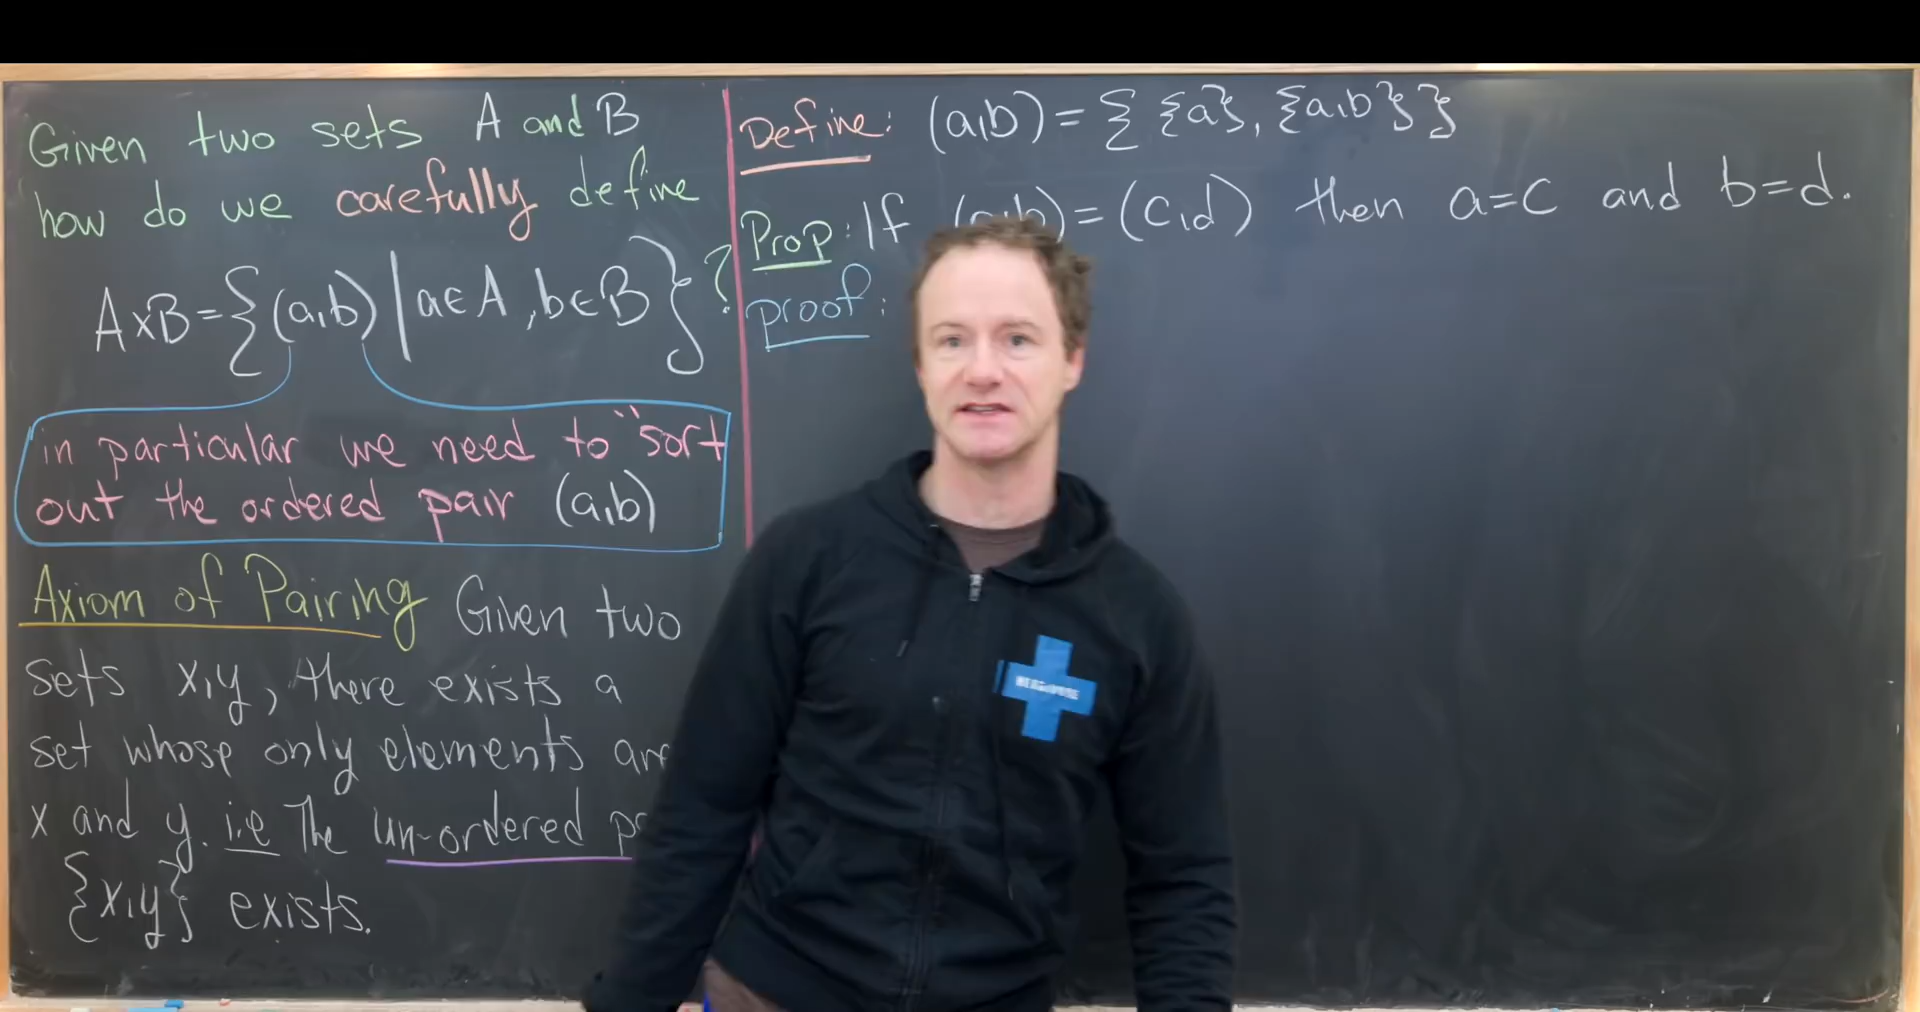 Given two sets A and B
how do we carefully define
A×B={(a,b)|a∈A,b∈B}?
in particular we need to "sort
out the ordered pair (a,b)
Axiom of Pairing Given two
sets x,y, there exists a
set whose only elements are
x and y. i.e the un-ordered
{x,y} exists.
Define: (a,b)={{a},{a,b}}
Prop: If (a,b)=(c,d) then a=c and b=d.
proof: